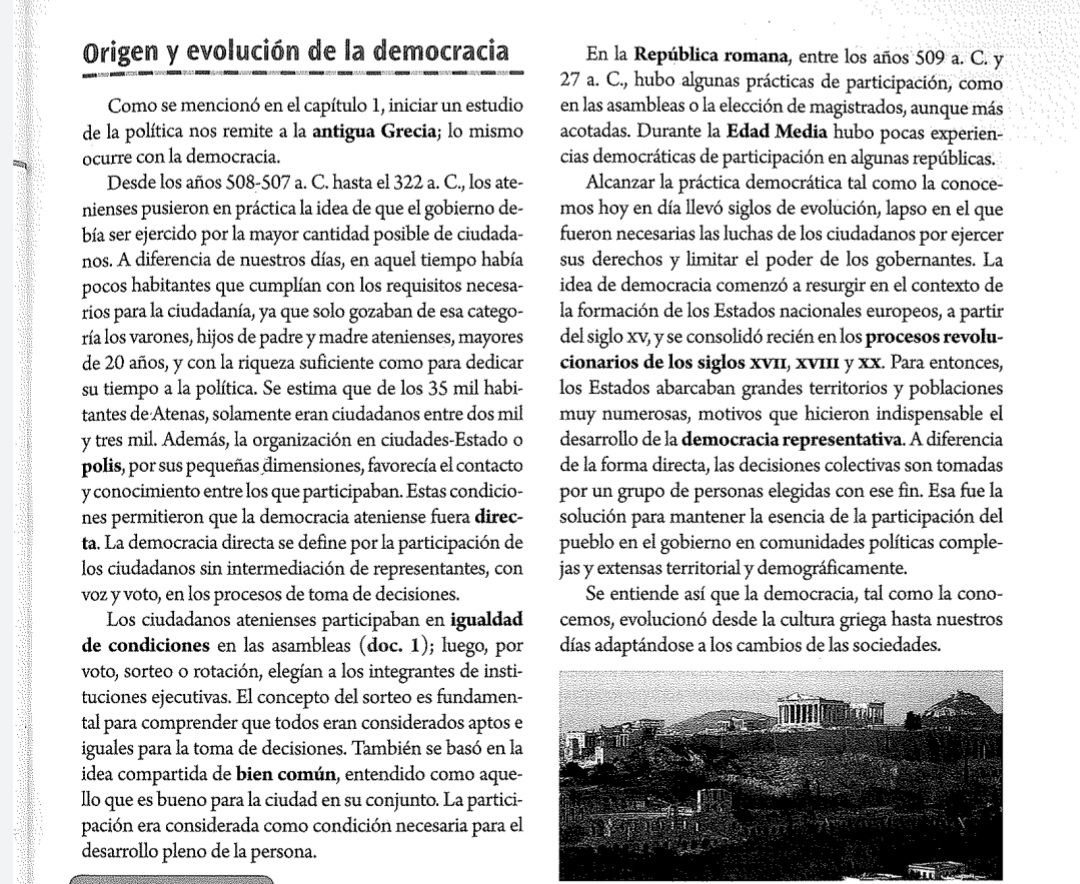 Origen y evolución de la democracia
Como se mencionó en el capítulo 1, iniciar un estudio
de la política nos remite a la antigua Grecia; lo mismo
ocurre con la democracia.
Desde los años 508-507 a. C. hasta el 322 a. C., los ate-
nienses pusieron en práctica la idea de que el gobierno de-
bía ser ejercido por la mayor cantidad posible de ciudada-
nos. A diferencia de nuestros días, en aquel tiempo había
pocos habitantes que cumplían con los requisitos necesa-
rios para la ciudadanía, ya que solo gozaban de esa catego-
ría los varones, hijos de padre y madre atenienses, mayores
de 20 años, y con la riqueza suficiente como para dedicar
su tiempo a la política. Se estima que de los 35 mil habi-
tantes de Atenas, solamente eran ciudadanos entre dos mil
y tres mil. Además, la organización en ciudades-Estado o
polis, por sus pequeñas dimensiones, favorecía el contacto
y conocimiento entre los que participaban. Estas condicio-
nes permitieron que la democracia ateniense fuera direc-
ta. La democracia directa se define por la participación de
los ciudadanos sin intermediación de representantes, con
voz y voto, en los procesos de toma de decisiones.
Los ciudadanos atenienses participaban en igualdad
de condiciones en las asambleas (doc. 1); luego, por
voto, sorteo o rotación, elegían a los integrantes de insti-
tuciones ejecutivas. El concepto del sorteo es fundamen-
tal para comprender que todos eran considerados aptos e
iguales para la toma de decisiones. También se basó en la
idea compartida de bien común, entendido como aque-
llo que es bueno para la ciudad en su conjunto. La partici-
pación era considerada como condición necesaria para el
desarrollo pleno de la persona.
En la República romana, entre los años 509 a. C. y
27 a. C., hubo algunas prácticas de participación, como
en las asambleas o la elección de magistrados, aunque más
acotadas. Durante la Edad Media hubo pocas experien-
cias democráticas de participación en algunas repúblicas.
Alcanzar la práctica democrática tal como la conoce-
mos hoy en día llevó siglos de evolución, lapso en el que
fueron necesarias las luchas de los ciudadanos por ejercer
sus derechos y limitar el poder de los gobernantes. La
idea de democracia comenzó a resurgir en el contexto de
la formación de los Estados nacionales europeos, a partir
del siglo XV, y se consolidó recién en los procesos revolu-
cionarios de los siglos XVII, XVIII y XX. Para entonces,
los Estados abarcaban grandes territorios y poblaciones
muy numerosas, motivos que hicieron indispensable el
desarrollo de la democracia representativa. A diferencia
de la forma directa, las decisiones colectivas son tomadas
por un grupo de personas elegidas con ese fin. Esa fue la
solución para mantener la esencia de la participación del
pueblo en el gobierno en comunidades políticas comple-
jas y extensas territorial y demográficamente.
Se entiende así que la democracia, tal como la cono-
cemos, evolucionó desde la cultura griega hasta nuestros
días adaptándose a los cambios de las sociedades.